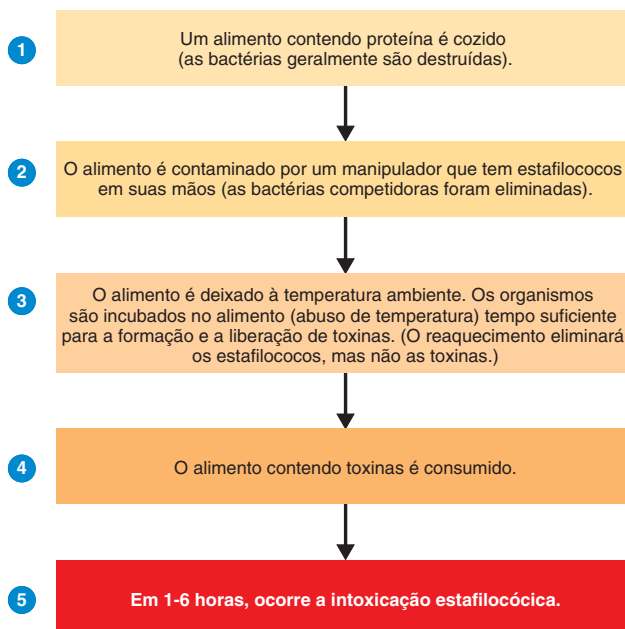 1
Um alimento contendo proteína é cozido
(as bactérias geralmente são destruídas).
2
O alimento é contaminado por um manipulador que tem estafilococos
em suas mãos (as bactérias competidoras foram eliminadas).
3
O alimento é deixado à temperatura ambiente. Os organismos
são incubados no alimento (abuso de temperatura) tempo suficiente
para a formação e a liberação de toxinas. (O reaquecimento eliminará
os estafilococos, mas não as toxinas.)
4
O alimento contendo toxinas é consumido.
5
Em 1-6 horas, ocorre a intoxicação estafilocócica.